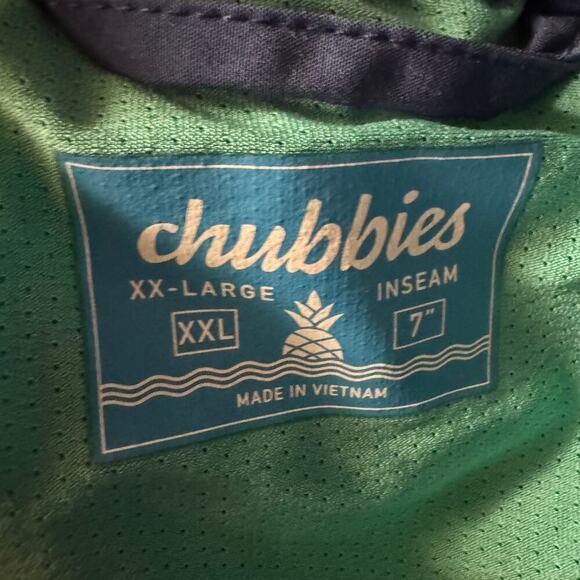 chubbies
XX-LARGE INSEAM
XXL 7"
MADE IN VIETNAM